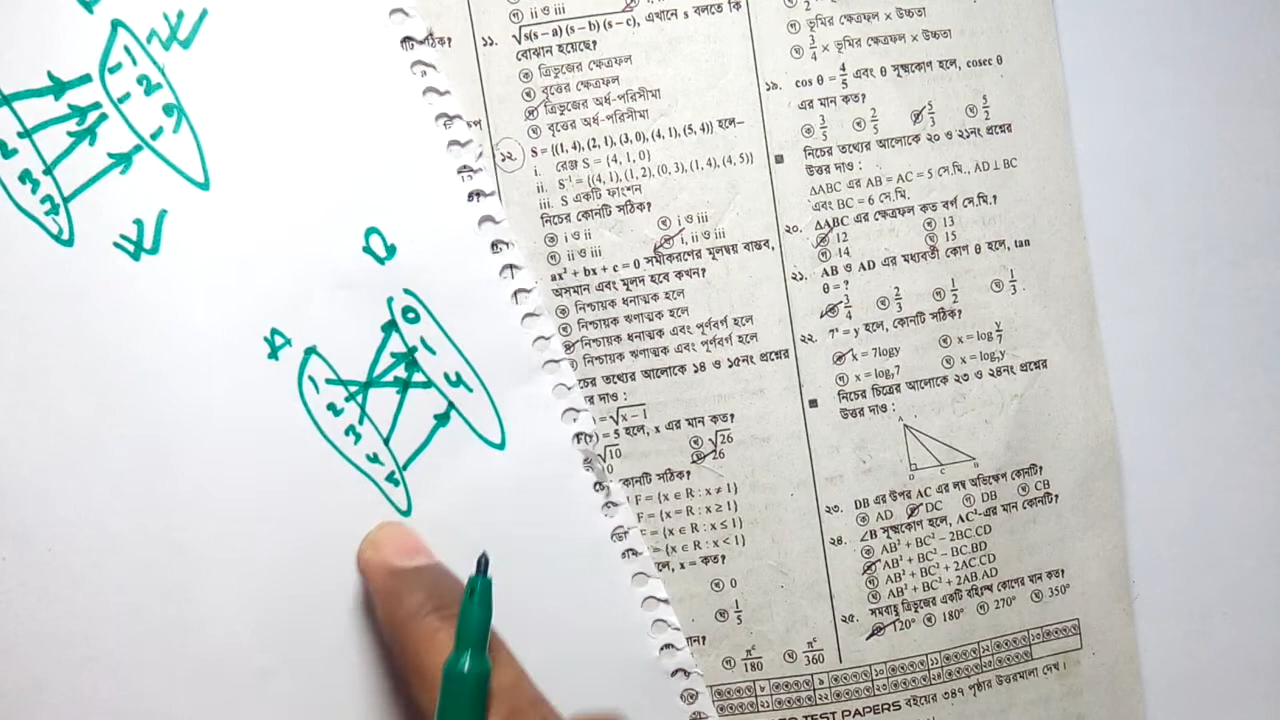 গ ii ও iii
টি সঠিক?
১১. √s(s–a) (s–b) (s–c), এখানে s বলতে কি
বোঝান হয়েছে?
ক ত্রিভুজের ক্ষেত্রফল
খ বৃত্তের ক্ষেত্রফল
গ ত্রিভুজের অর্ধ-পরিসীমা
ঘ বৃত্তের অর্ধ-পরিসীমা
১২. S = {(1, 4), (2, 1), (3, 0), (4, 1), (5, 4)} হলে–
i. রেঞ্জ S = {4, 1, 0}
ii. S⁻¹ = {(4, 1), (1, 2), (0, 3), (1, 4), (4, 5)}
iii. S একটি ফাংশন
নিচের কোনটি সঠিক?
ক i ও ii খ i ও iii
গ ii ও iii ঘ i, ii ও iii
ax² + bx + c = 0 সমীকরণের মূলদ্বয় বাস্তব,
অসমান এবং মূলদ হবে কখন?
ক নিশ্চায়ক ধনাত্মক হলে
খ নিশ্চায়ক ঋণাত্মক হলে
গ নিশ্চায়ক ধনাত্মক এবং পূর্ণবর্গ হলে
নিশ্চায়ক ঋণাত্মক এবং পূর্ণবর্গ হলে
চের তথ্যের আলোকে ১৪ ও ১৫নং প্রশ্নের
র দাও :
= √x – 1
= 5 হলে, x এর মান কত?
√10 খ √26
0 ঘ 26
কোনটি সঠিক?
F = {x ∈ R : x ≠ 1}
F = {x = R : x ≥ 1}
F = {x ∈ R : x ≤ 1}
= {x ∈ R : x < 1}
লে, x = কত?
খ 0
ঘ 1/5
মান?
গ πᶜ/180 ঘ πᶜ/360
গ ভূমির ক্ষেত্রফল × উচ্চতা
ঘ 3/4 × ভূমির ক্ষেত্রফল × উচ্চতা
১৯. cos θ = 4/5 এবং θ সূক্ষ্মকোণ হলে, cosec θ
এর মান কত?
ক 3/5 খ 2/5 গ 5/3 ঘ 5/2
নিচের তথ্যের আলোকে ২০ ও ২১নং প্রশ্নের
উত্তর দাও :
ΔABC এর AB = AC = 5 সে.মি., AD ⊥ BC
এবং BC = 6 সে.মি.
২০. ΔABC এর ক্ষেত্রফল কত বর্গ সে.মি.?
ক 12 খ 13
গ 14 ঘ 15
২১. AB ও AD এর মধ্যবর্তী কোণ θ হলে, tan
θ = ?
ক 3/4 খ 2/3 গ 1/2 ঘ 1/3 .
২২. 7ˣ = y হলে, কোনটি সঠিক?
ক x = 7logy খ x = log y/7
গ x = logᵧ7 ঘ x = log₇y
নিচের চিত্রের আলোকে ২৩ ও ২৪নং প্রশ্নের
উত্তর দাও :
A
D C B
২৩. DB এর উপর AC এর লম্ব অভিক্ষেপ কোনটি?
ক AD খ DC গ DB ঘ CB
২৪. ∠B সূক্ষ্মকোণ হলে, AC²-এর মান কোনটি?
ক AB² + BC² – 2BC.CD
খ AB² + BC² – BC.BD
গ AB² + BC² + 2AC.CD
ঘ AB² + BC² + 2AB.AD
২৫. সমবাহু ত্রিভুজের একটি বহিঃস্থ কোণের মান কত?
ক 120° খ 180° গ 270° ঘ 350°
TEST PAPERS বইয়ের ৩৪৭ পৃষ্ঠার উত্তরমালা দেখ।
1
2
9
2
3
7
A
B
1
2
3
4
5
0
1
4